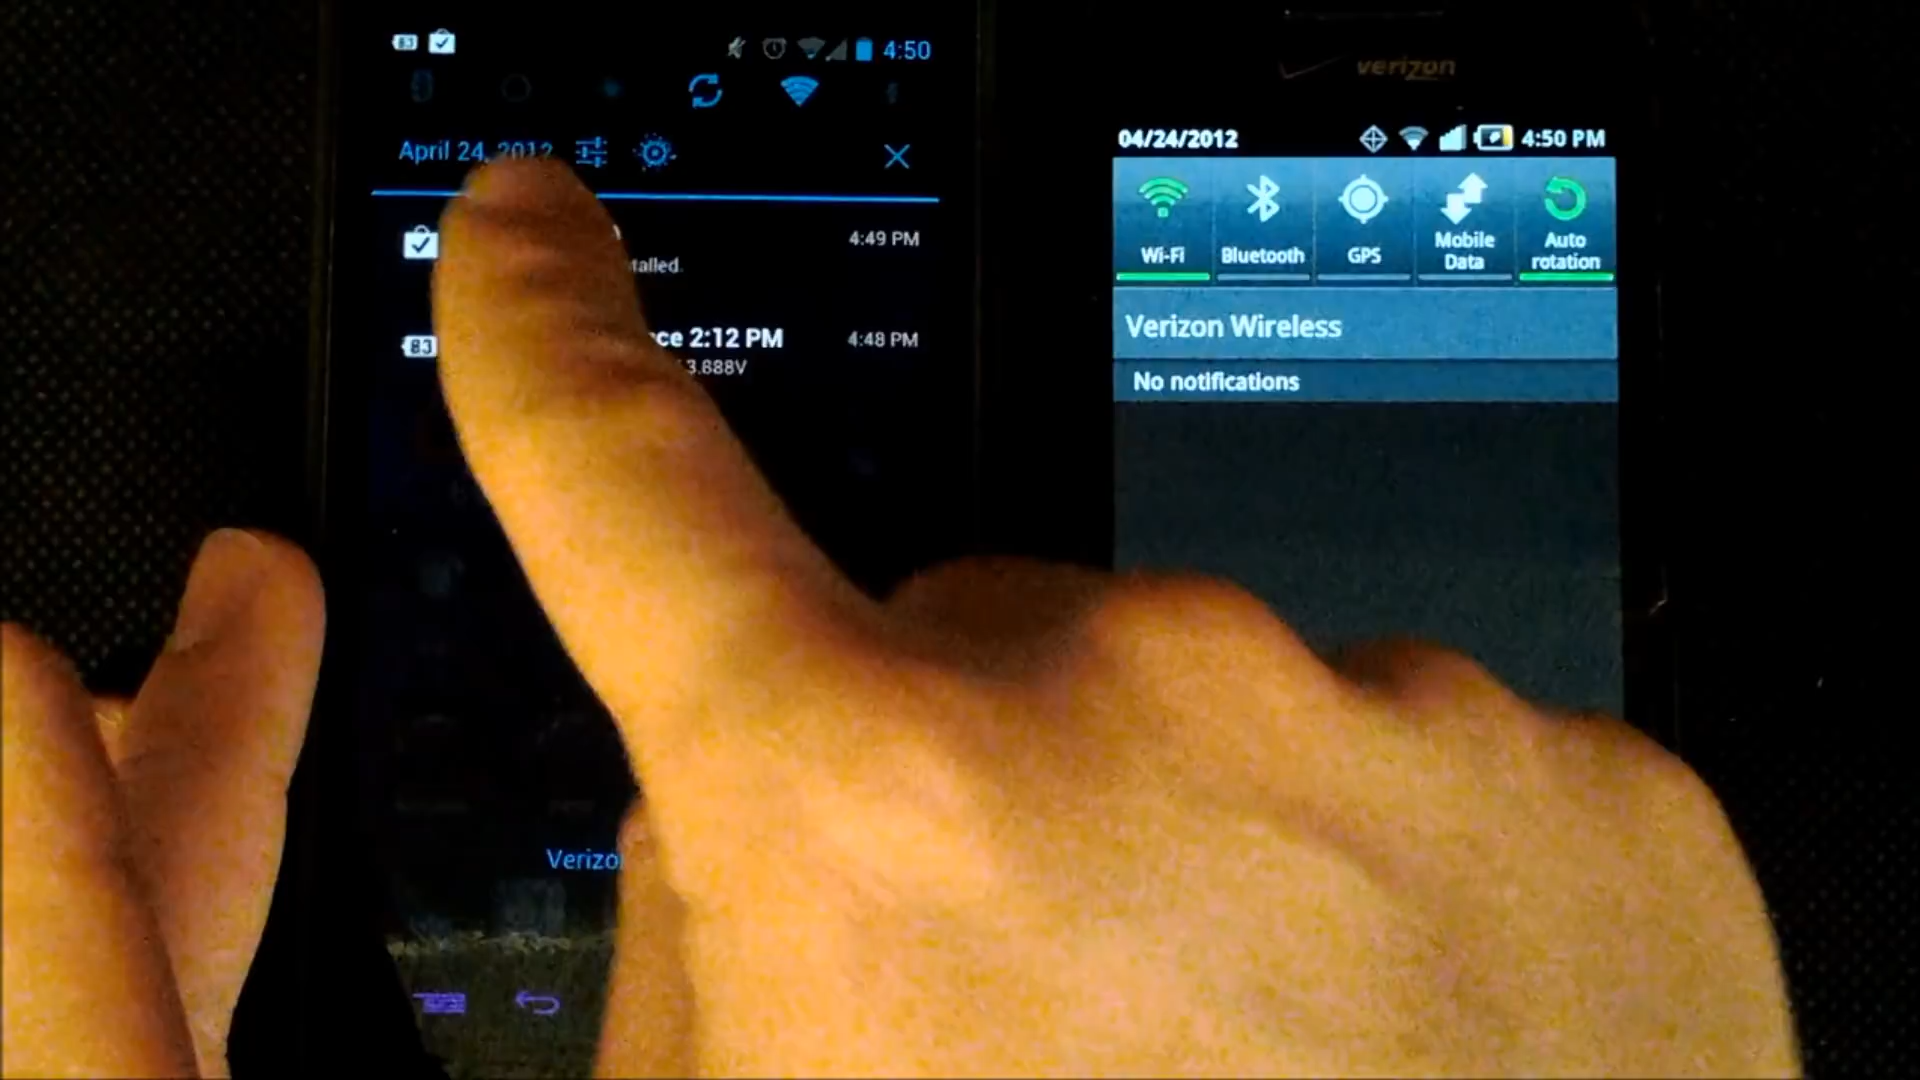 83
4:50
April 24, 2012
4:49 PM
talled.
83
ce 2:12 PM
4:48 PM
3.888V
Verizo
verizon
04/24/2012
4:50 PM
Wi-Fi
Bluetooth
GPS
Mobile
Data
Auto
rotation
Verizon Wireless
No notifications